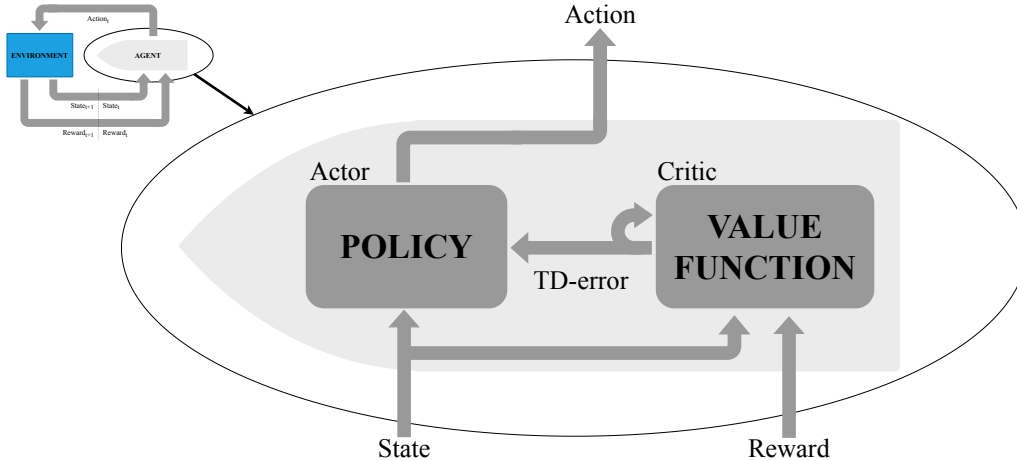 Action_t
ENVIRONMENT
AGENT
State_t+1 State_t
Reward_t+1 Reward_t
Action
Actor
Critic
POLICY
VALUE
FUNCTION
TD-error
State
Reward